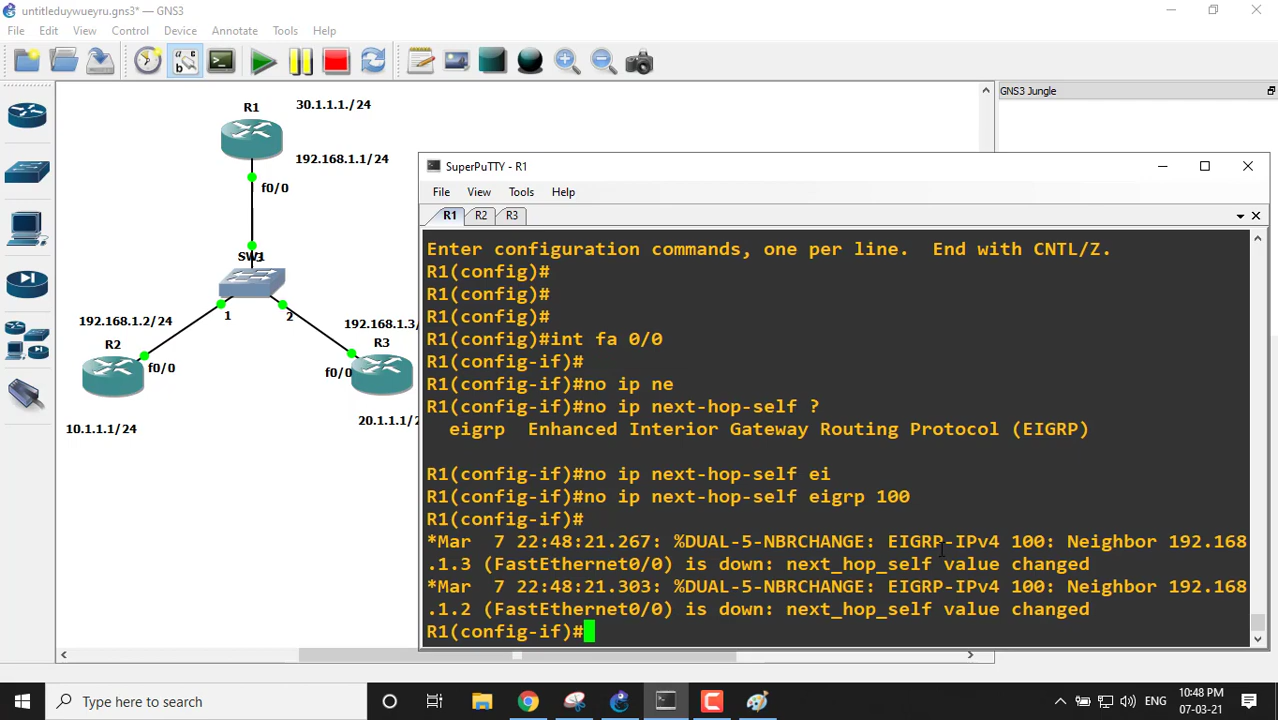 untitleduywueyru.gns3* — GNS3
File Edit View Control Device Annotate Tools Help
GNS3 Jungle
R1
30.1.1.1./24
192.168.1.1/24
f0/0
SW1
3
1
2
192.168.1.2/24
R2
f0/0
10.1.1.1/24
192.168.1.3/
R3
f0/0
20.1.1.1/2
SuperPuTTY - R1
File View Tools Help
R1 R2 R3
Enter configuration commands, one per line.  End with CNTL/Z.
R1(config)#
R1(config)#
R1(config)#
R1(config)#int fa 0/0
R1(config-if)#
R1(config-if)#no ip ne
R1(config-if)#no ip next-hop-self ?
  eigrp  Enhanced Interior Gateway Routing Protocol (EIGRP)
R1(config-if)#no ip next-hop-self ei
R1(config-if)#no ip next-hop-self eigrp 100
R1(config-if)#
*Mar  7 22:48:21.267: %DUAL-5-NBRCHANGE: EIGRP-IPv4 100: Neighbor 192.168
.1.3 (FastEthernet0/0) is down: next_hop_self value changed
*Mar  7 22:48:21.303: %DUAL-5-NBRCHANGE: EIGRP-IPv4 100: Neighbor 192.168
.1.2 (FastEthernet0/0) is down: next_hop_self value changed
R1(config-if)#
Type here to search
ENG
10:48 PM
07-03-21